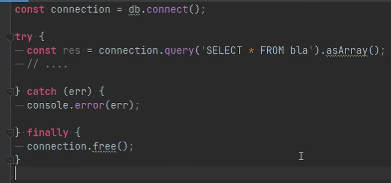 const connection = db.connect();
try {
const res = connection.query('SELECT * FROM bla').asArray();
// ....
} catch (err) {
console.error(err);
} finally {
connection.free();
}